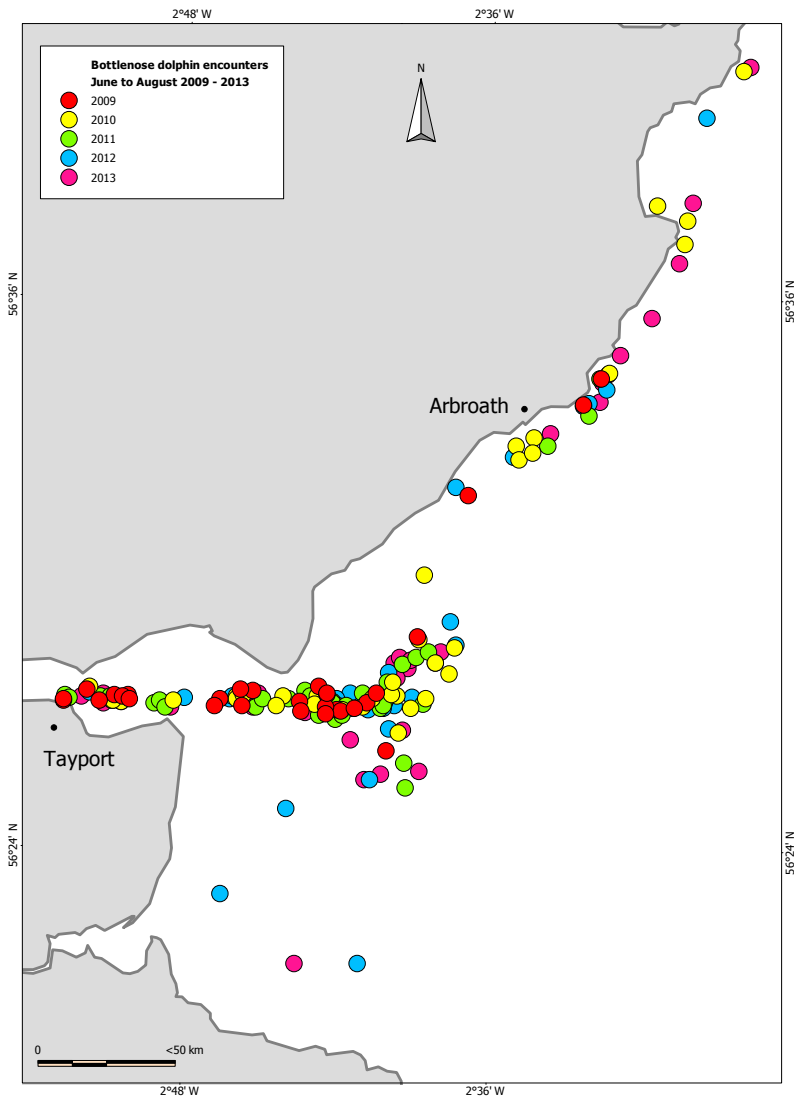 2°48' W
2°36' W
Bottlenose dolphin encounters
June to August 2009 - 2013
2009
2010
2011
2012
2013
N
56°36' N
56°36' N
Arbroath
Tayport
56°24' N
56°24' N
0
<50 km
2°48' W
2°36' W